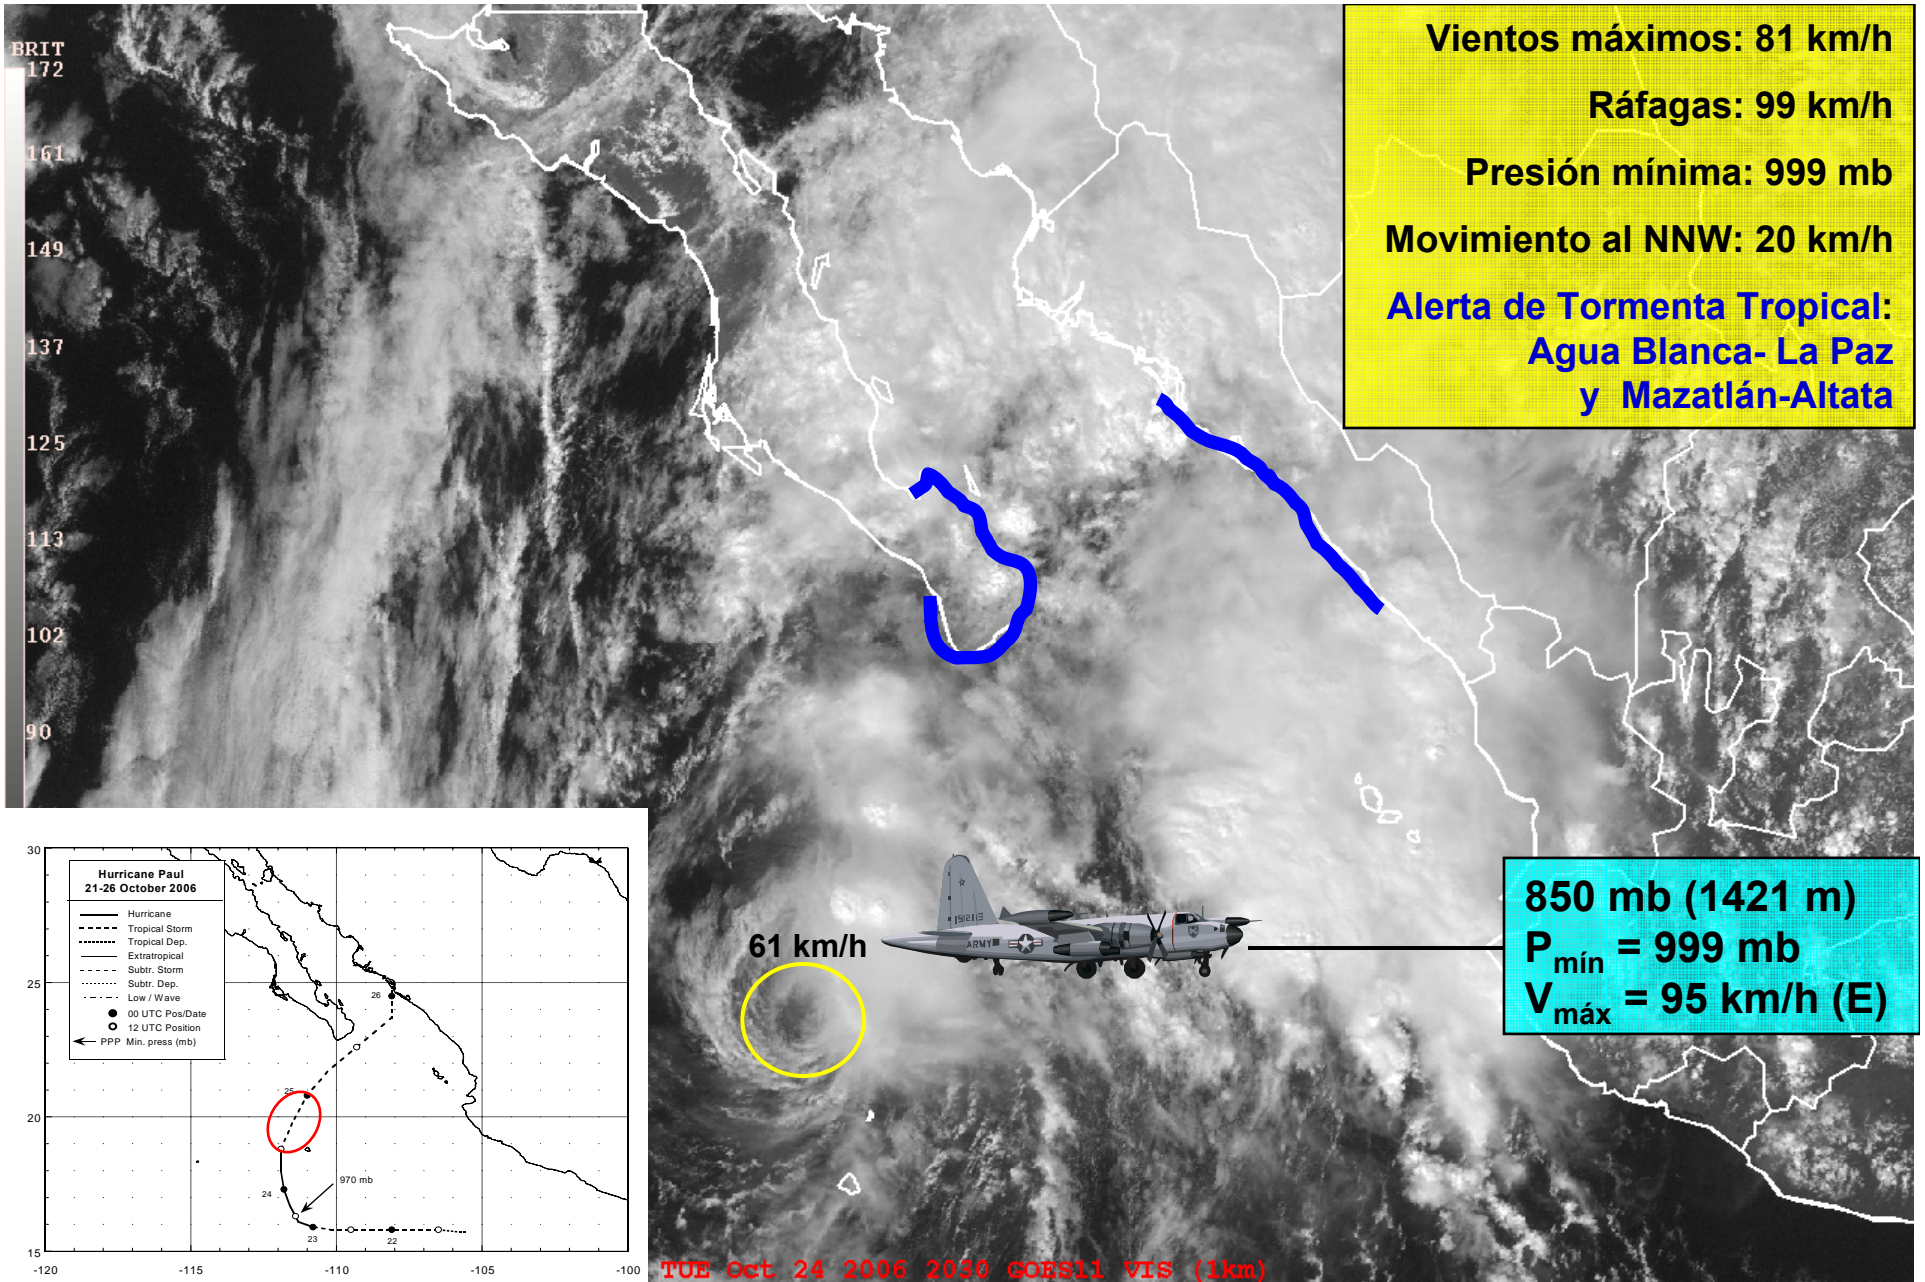 BRIT
172
161
149
137
125
113
102
90
Vientos máximos: 81 km/h
Ráfagas: 99 km/h
Presión mínima: 999 mb
Movimiento al NNW: 20 km/h
Alerta de Tormenta Tropical:
Agua Blanca- La Paz
y Mazatlán-Altata
61 km/h
ARMY
850 mb (1421 m)
Pmín = 999 mb
Vmáx = 95 km/h (E)
Hurricane Paul
21-26 October 2006
Hurricane
Tropical Storm
Tropical Dep.
Extratropical
Subtr. Storm
Subtr. Dep.
Low / Wave
00 UTC Pos/Date
12 UTC Position
PPP Min. press (mb)
30
25
20
15
26
25
24
970 mb
23
22
-120
-115
-110
-105
-100
TUE Oct 24 2006 2030 GOES11 VIS (1km)